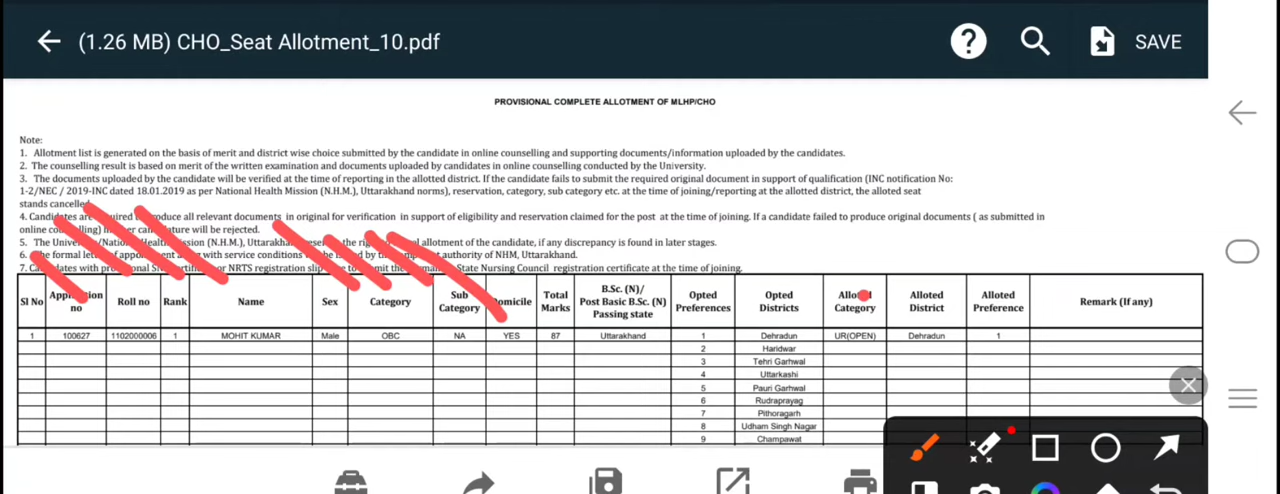 (1.26 MB) CHO_Seat Allotment_10.pdf
SAVE
PROVISIONAL COMPLETE ALLOTMENT OF MLHP/CHO
Note:
1. Allotment list is generated on the basis of merit and district wise choice submitted by the candidate in online counselling and supporting documents/information uploaded by the candidates.
2. The counselling result is based on merit of the written examination and documents uploaded by candidates in online counselling conducted by the University.
3. The documents uploaded by the candidate will be verified at the time of reporting in the allotted district. If the candidate fails to submit the required original document in support of qualification (INC notification No:
1-2/NEC / 2019-INC dated 18.01.2019 as per National Health Mission (N.H.M.), Uttarakhand norms), reservation, category, sub category etc. at the time of joining/reporting at the allotted district, the alloted seat
stands cancelled
4. Candidates are all relevant documents in original for verification in support of eligibility and reservation claimed for the post at the time of joining. If a candidate failed to produce original documents ( as submitted in
online will be rejected.
5. The Health (N.H.M.), the allotment of the candidate, if any discrepancy is found in later stages.
6. formal of with service conditions be by authority of NHM, Uttarakhand.
7. with or NRTS registration slip the State Nursing Council registration certificate at the time of joining.
Sl No Application no Roll no Rank Name Sex Category Sub Category Domicile Total Marks B.Sc. (N)/ Post Basic B.Sc. (N) Passing state Opted Preferences Opted Districts Alloted Category Alloted District Alloted Preference Remark (If any)
1 100627 1102000006 1 MOHIT KUMAR Male OBC NA YES 87 Uttarakhand 1 Dehradun UR(OPEN) Dehradun 1
2 Haridwar
3 Tehri Garhwal
4 Uttarkashi
5 Pauri Garhwal
6 Rudraprayag
7 Pithoragarh
8 Udham Singh Nagar
9 Champawat